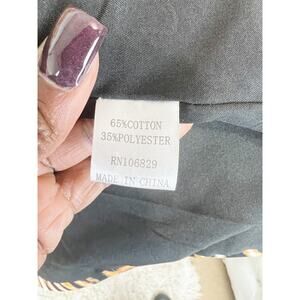 65%COTTON
35%POLYESTER
RN106829
MADE IN CHINA.